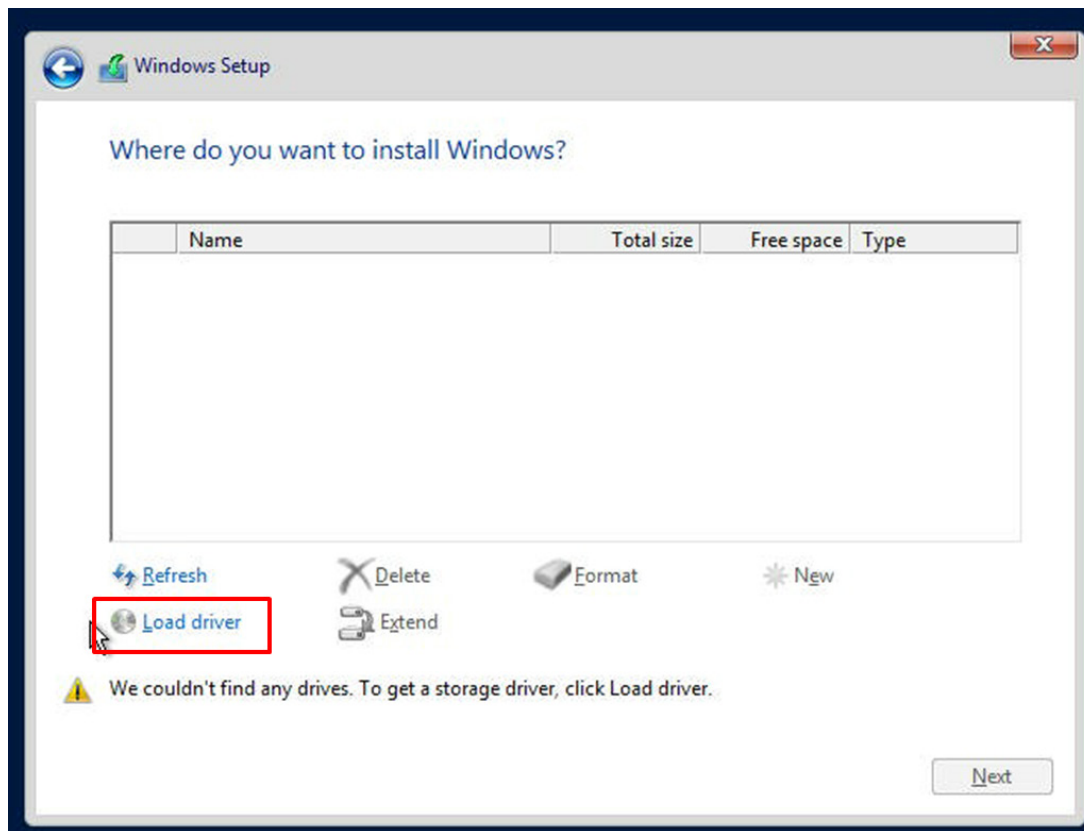 Windows Setup
Where do you want to install Windows?
Name Total size Free space Type
Refresh Delete Format New
Load driver Extend
We couldn't find any drives. To get a storage driver, click Load driver.
Next